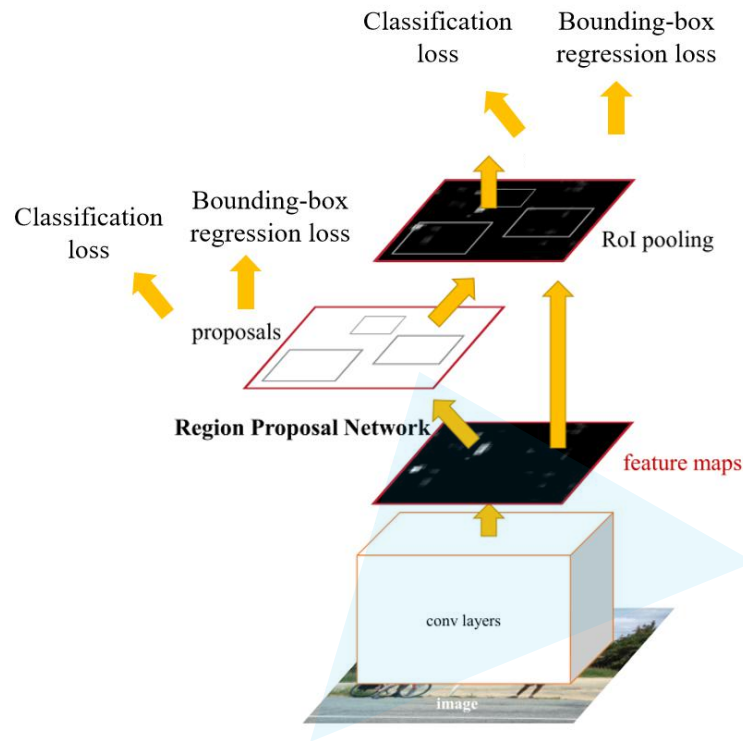 Classification
loss
Bounding-box
regression loss
Classification
loss
Bounding-box
regression loss
RoI pooling
proposals
Region Proposal Network
feature maps
conv layers
image